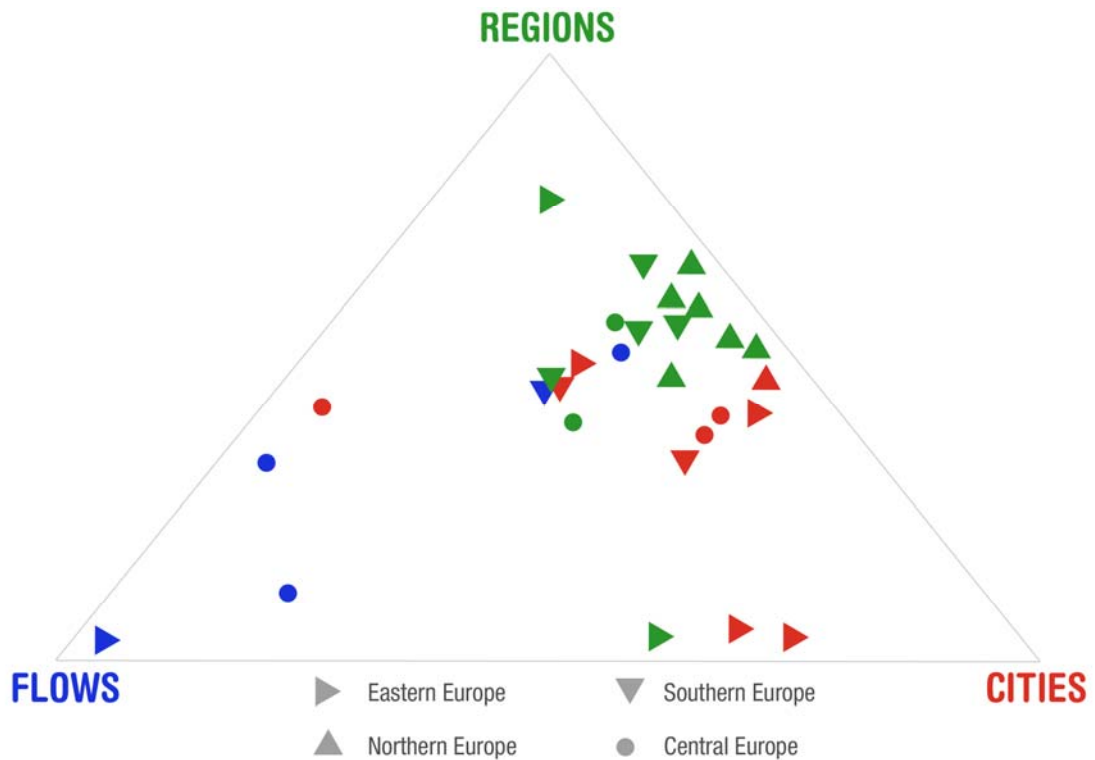 REGIONS
FLOWS
CITIES
Eastern Europe
Southern Europe
Northern Europe
Central Europe